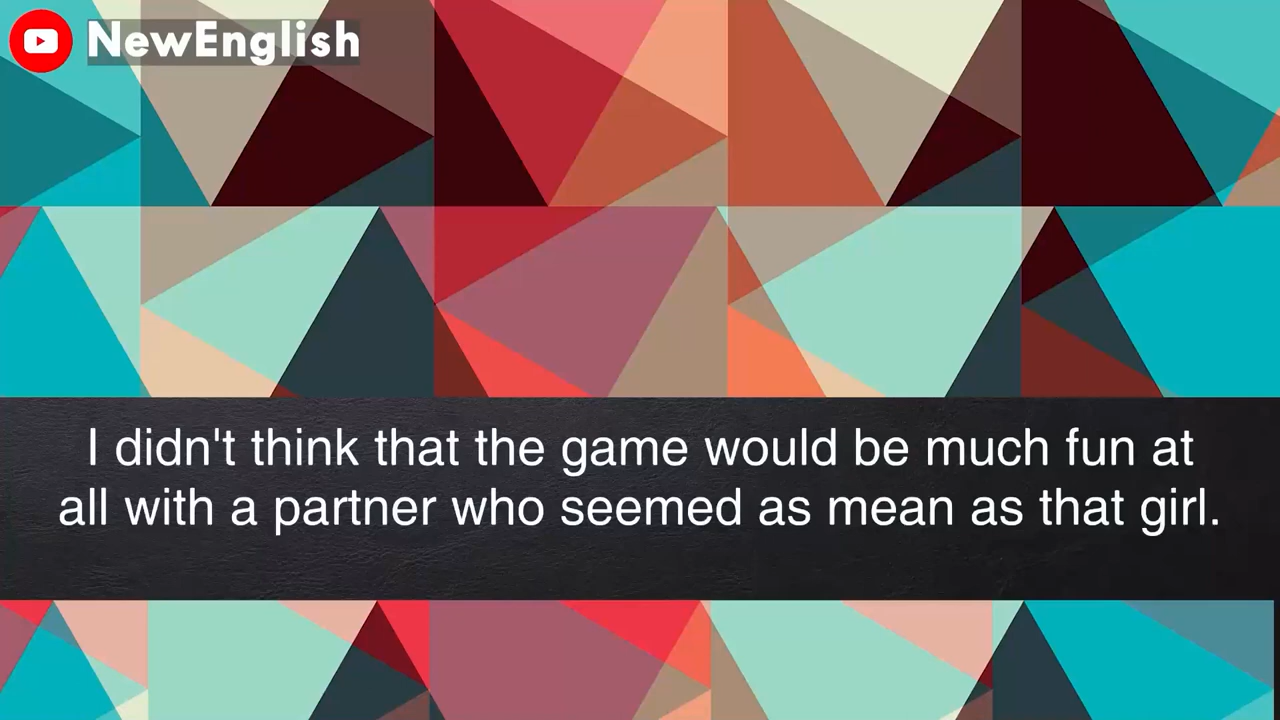 NewEnglish
I didn't think that the game would be much fun at
all with a partner who seemed as mean as that girl.